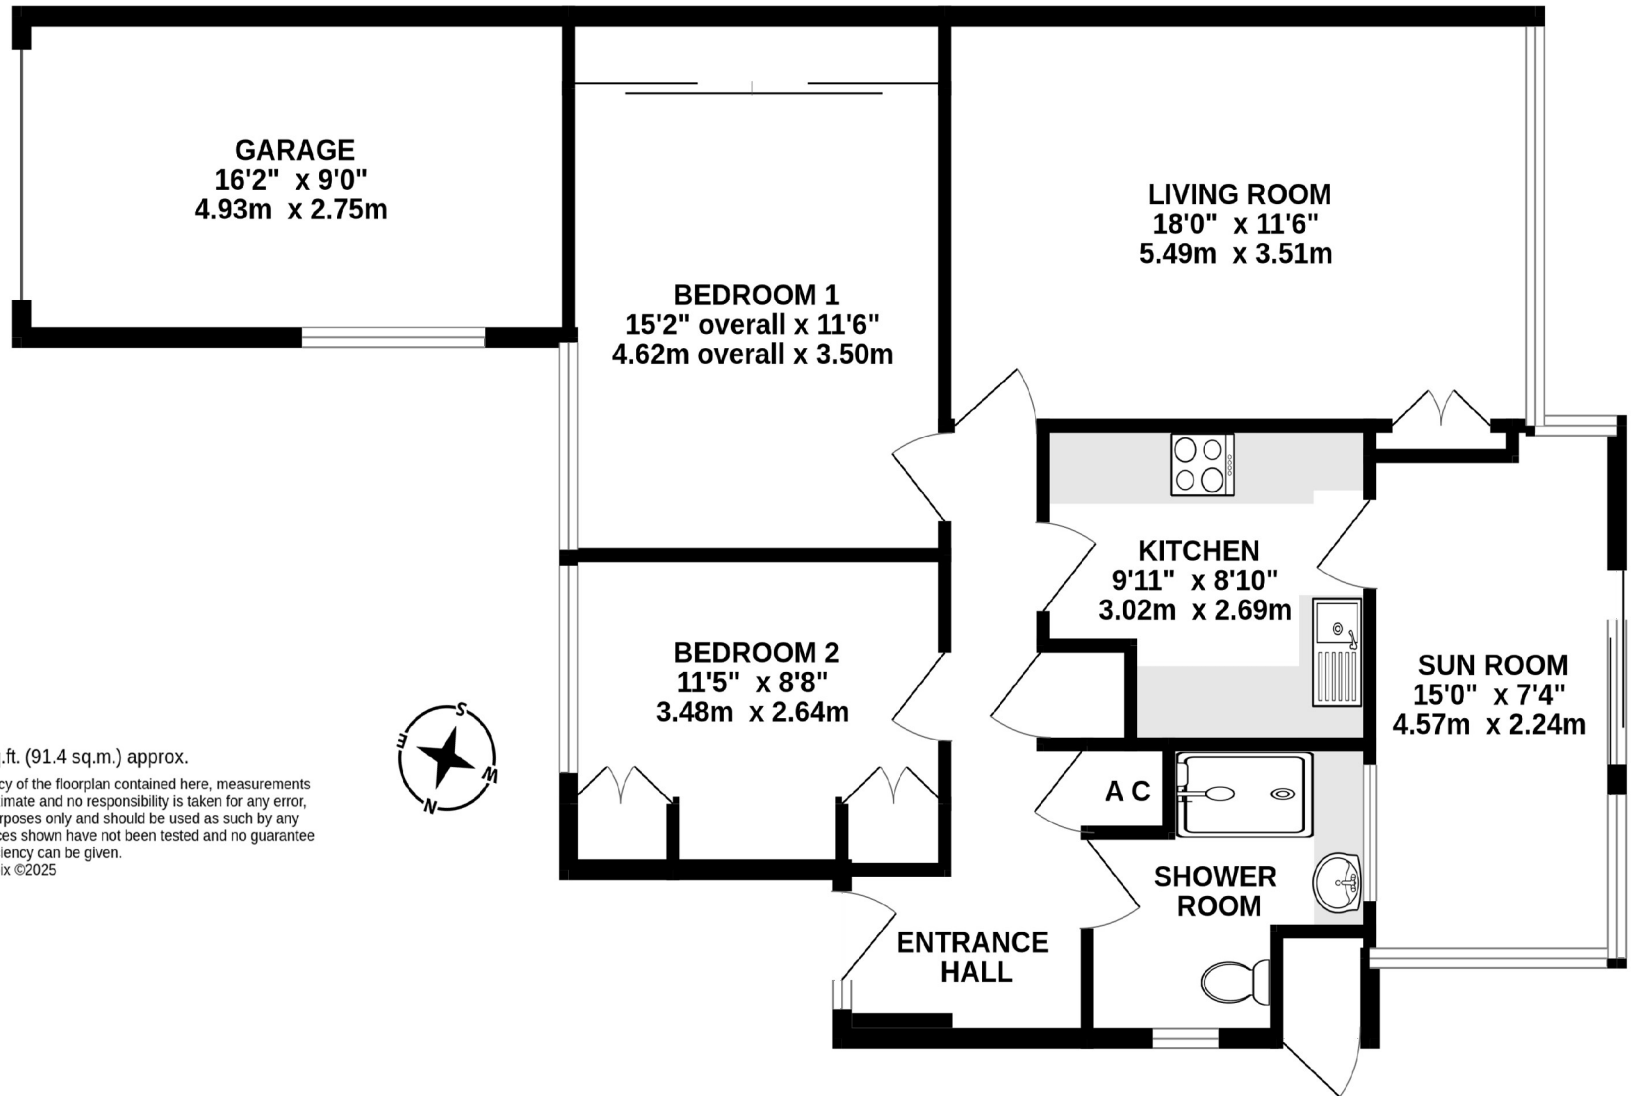 GARAGE
16'2" x 9'0"
4.93m x 2.75m
BEDROOM 1
15'2" overall x 11'6"
4.62m overall x 3.50m
LIVING ROOM
18'0" x 11'6"
5.49m x 3.51m
KITCHEN
9'11" x 8'10"
3.02m x 2.69m
BEDROOM 2
11'5" x 8'8"
3.48m x 2.64m
SUN ROOM
15'0" x 7'4"
4.57m x 2.24m
A C
SHOWER
ROOM
ENTRANCE
HALL
S
E
W
N
.ft. (91.4 sq.m.) approx.
cy of the floorplan contained here, measurements
imate and no responsibility is taken for any error,
rposes only and should be used as such by any
ces shown have not been tested and no guarantee
iency can be given.
ix ©2025